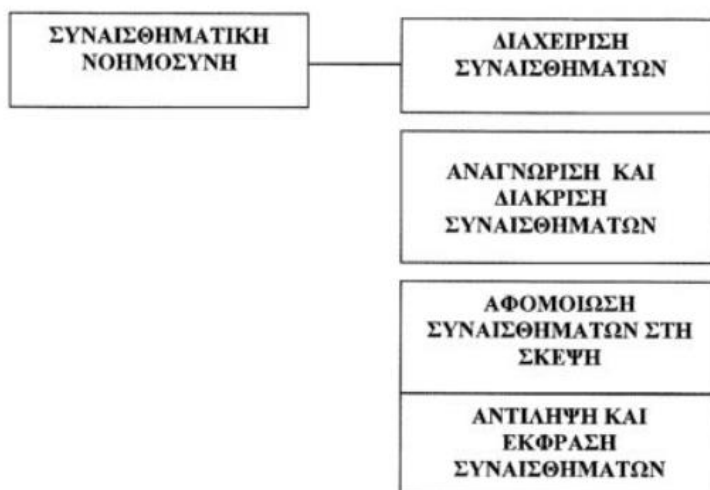 ΣΥΝΑΙΣΘΗΜΑΤΙΚΗ
ΝΟΗΜΟΣΥΝΗ
ΔΙΑΧΕΙΡΙΣΗ
ΣΥΝΑΙΣΘΗΜΑΤΩΝ
ΑΝΑΓΝΩΡΙΣΗ ΚΑΙ
ΔΙΑΚΡΙΣΗ
ΣΥΝΑΙΣΘΗΜΑΤΩΝ
ΑΦΟΜΟΙΩΣΗ
ΣΥΝΑΙΣΘΗΜΑΤΩΝ ΣΤΗ
ΣΚΕΨΗ
ΑΝΤΙΛΗΨΗ ΚΑΙ
ΕΚΦΡΑΣΗ
ΣΥΝΑΙΣΘΗΜΑΤΩΝ